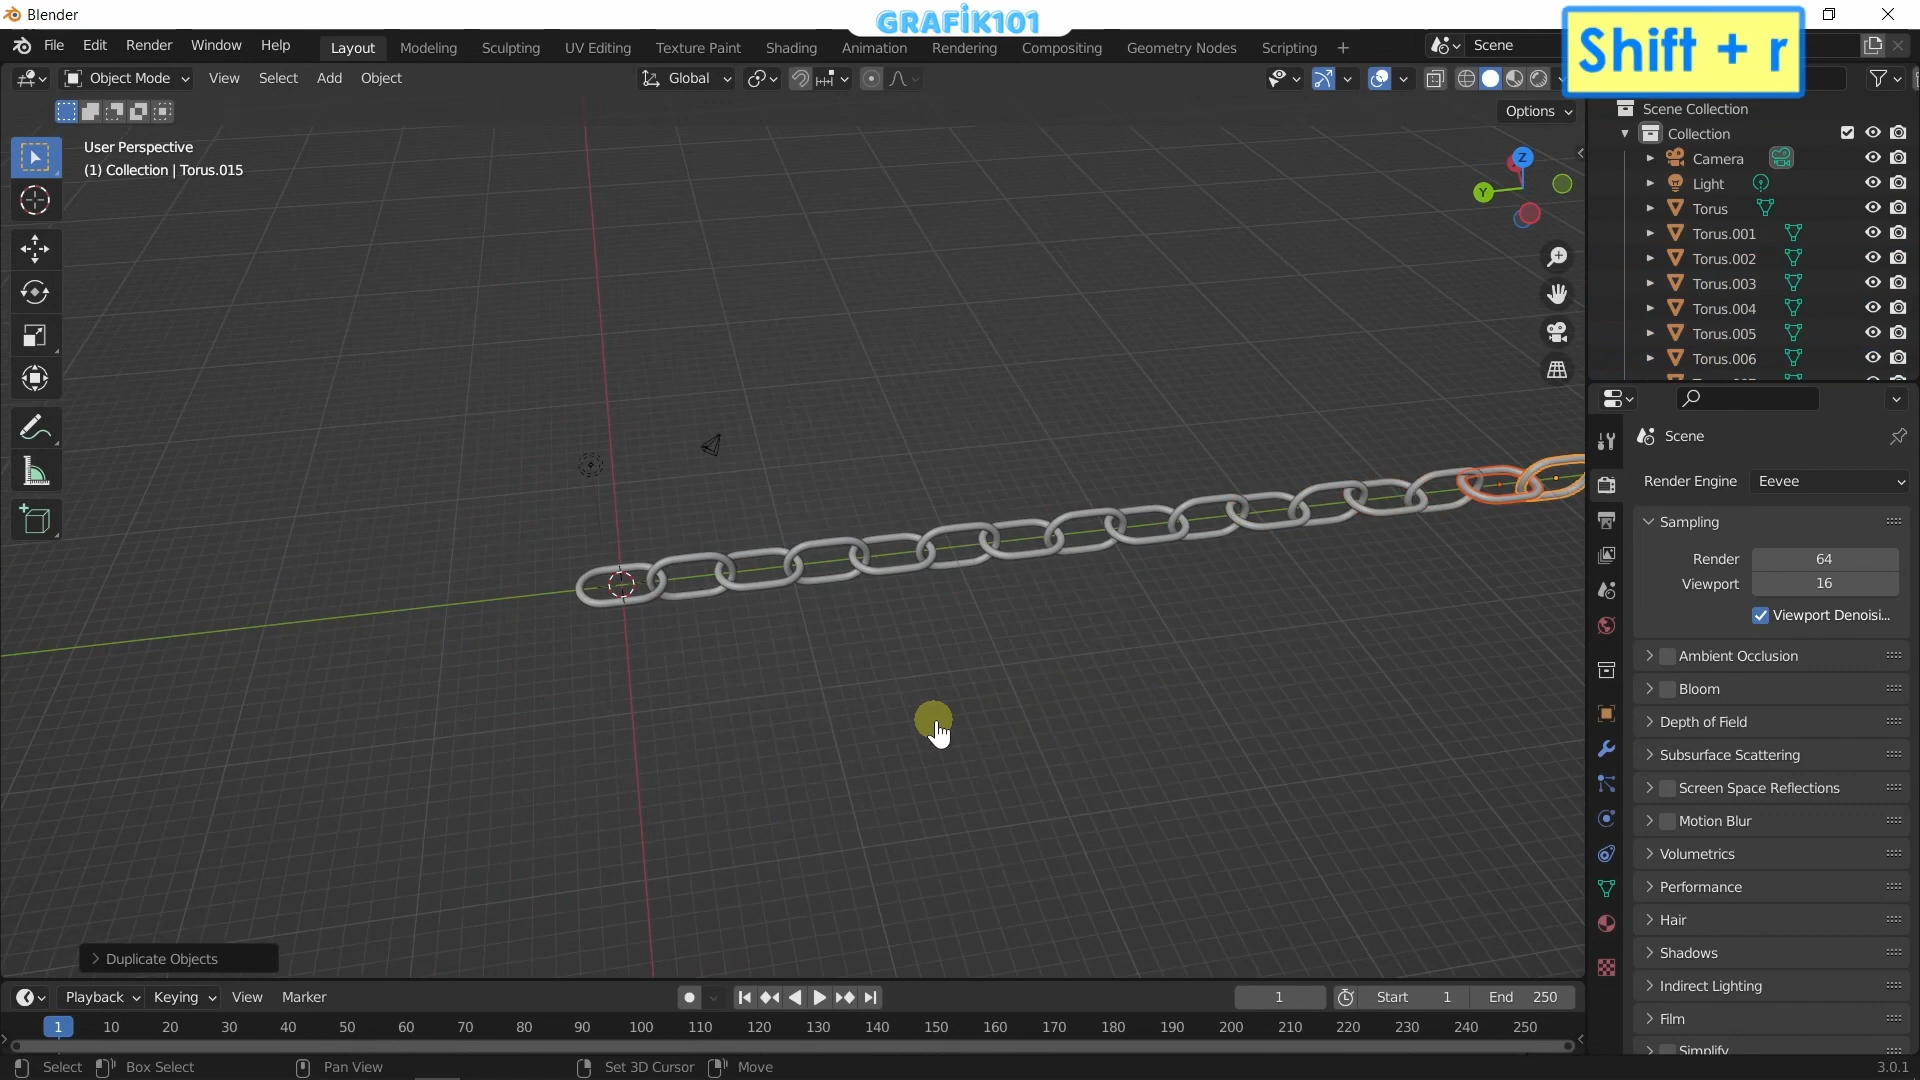 Blender
GRAFİK101
Shift + r
File Edit Render Window Help
Layout Modeling Sculpting UV Editing Texture Paint Shading Animation Rendering Compositing Geometry Nodes Scripting +
Scene
Object Mode View Select Add Object
Global
Options
User Perspective
(1) Collection | Torus.015
Z
Y
Scene Collection
Collection
Camera
Light
Torus
Torus.001
Torus.002
Torus.003
Torus.004
Torus.005
Torus.006
Scene
Render Engine Eevee
Sampling
Render 64
Viewport 16
Viewport Denoisi...
Ambient Occlusion
Bloom
Depth of Field
Subsurface Scattering
Screen Space Reflections
Motion Blur
Volumetrics
Performance
Hair
Shadows
Indirect Lighting
Film
Simplify
Duplicate Objects
Playback Keying View Marker
1 Start 1 End 250
1 10 20 30 40 50 60 70 80 90 100 110 120 130 140 150 160 170 180 190 200 210 220 230 240 250
Select Box Select Pan View Set 3D Cursor Move 3.0.1